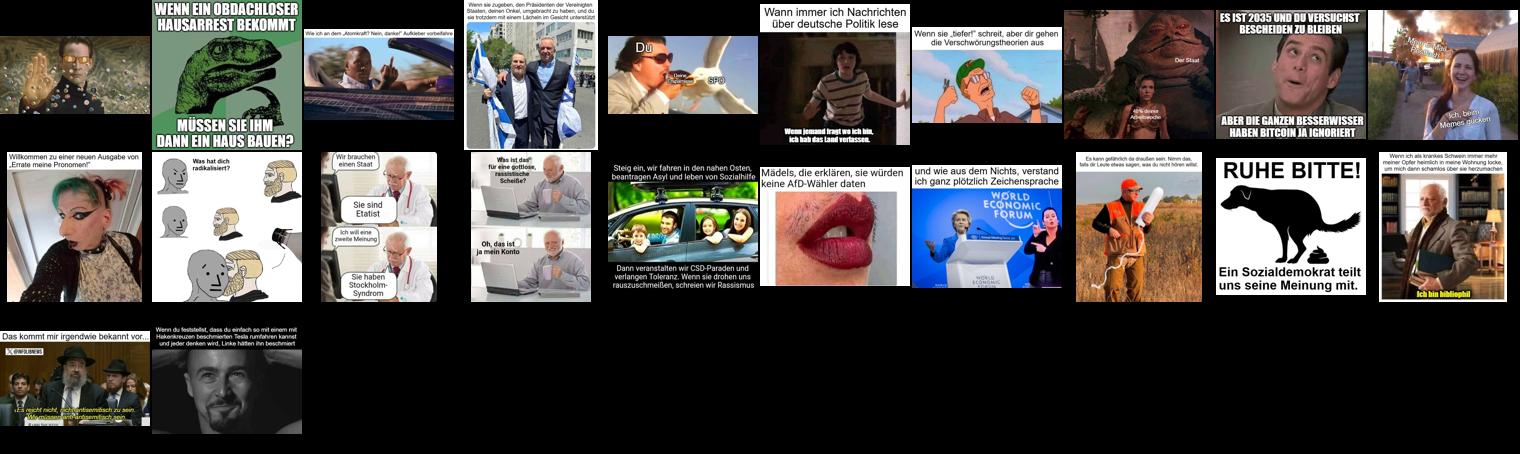 WENN EIN OBDACHLOSER
HAUSARREST BEKOMMT
MÜSSEN SIE IHM
DANN EIN HAUS BAUEN?
Wie ich an dem „Atomkraft? Nein, danke!" Aufkleber vorbeifahre
Wenn sie zugeben, den Präsidenten der Vereinigten
Staaten, deinen Onkel, umgebracht zu haben, und du
sie trotzdem mit einem Lächeln im Gesicht unterstützt
Du
Deine
Ersparnisse
SPD
Wann immer ich Nachrichten
über deutsche Politik lese
Wenn jemand fragt wo ich bin,
ich hab das Land verlassen.
Wenn sie „tiefer!" schreit, aber dir gehen
die Verschwörungstheorien aus
Der Staat
40% deiner
Arbeitswoche
ES IST 2035 UND DU VERSUCHST
BESCHEIDEN ZU BLEIBEN
ABER DIE GANZEN BESSERWISSER
HABEN BITCOIN JA IGNORIERT
Ich, beim
Memes gucken
Willkommen zu einer neuen Ausgabe von
„Errate meine Pronomen!"
Was hat dich
radikalisiert?
Wir brauchen
einen Staat
Sie sind
Etatist
Ich will eine
zweite Meinung
Sie haben
Stockholm-
Syndrom
Was ist das
für eine gottlose,
rassistische
Scheiße?
Oh, das ist
ja mein Konto
Steig ein, wir fahren in den nahen Osten,
beantragen Asyl und leben von Sozialhilfe
Dann veranstalten wir CSD-Paraden und
verlangen Toleranz. Wenn sie drohen uns
rauszuschmeißen, schreien wir Rassismus
Mädels, die erklären, sie würden
keine AfD-Wähler daten
und wie aus dem Nichts, verstand
ich ganz plötzlich Zeichensprache
WORLD
ECONOMIC
FORUM
WORLD
ECONOMIC
Es kann gefährlich da draußen sein. Nimm das,
falls dir Leute etwas sagen, was du nicht hören willst.
RUHE BITTE!
Ein Sozialdemokrat teilt
uns seine Meinung mit.
Wenn ich als krankes Schwein immer mehr
meiner Opfer heimlich in meine Wohnung locke,
um mich dann schamlos über sie herzumachen
Ich bin bibliophil
Das kommt mir irgendwie bekannt vor...
@INFOLIBNEWS
Es reicht nicht, nicht antisemitisch zu sein.
Wir müssen anti-antisemitisch sein.
Wenn du feststellst, dass du einfach so mit einem mit
Hakenkreuzen beschmierten Tesla rumfahren kannst
und jeder denken wird, Linke hätten ihn beschmiert